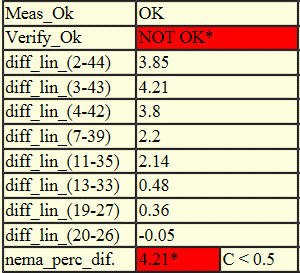 Meas_Ok OK
Verify_Ok NOT OK*
diff_lin_(2-44) 3.85
diff_lin_(3-43) 4.21
diff_lin_(4-42) 3.8
diff_lin_(7-39) 2.2
diff_lin_(11-35) 2.14
diff_lin_(13-33) 0.48
diff_lin_(19-27) 0.36
diff_lin_(20-26) -0.05
nema_perc_dif. 4.21* C < 0.5